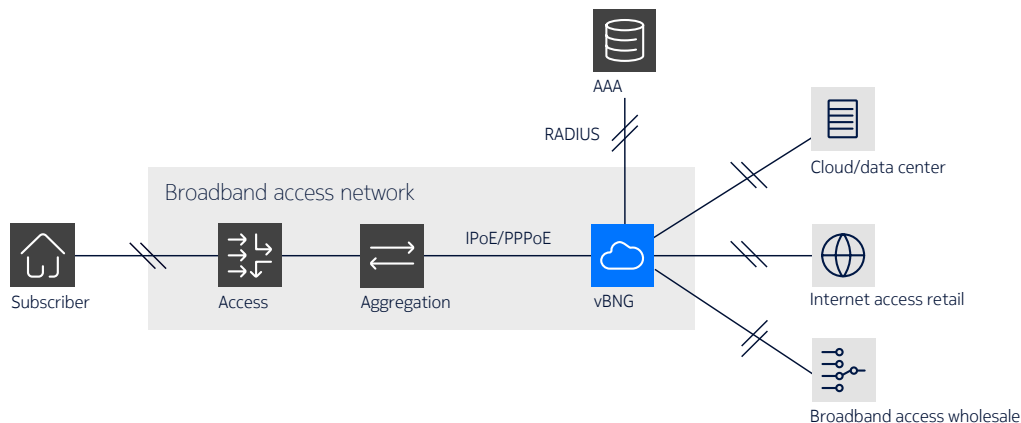 AAA
RADIUS
Cloud/data center
Broadband access network
IPoE/PPPoE
Subscriber
Access
Aggregation
vBNG
Internet access retail
Broadband access wholesale